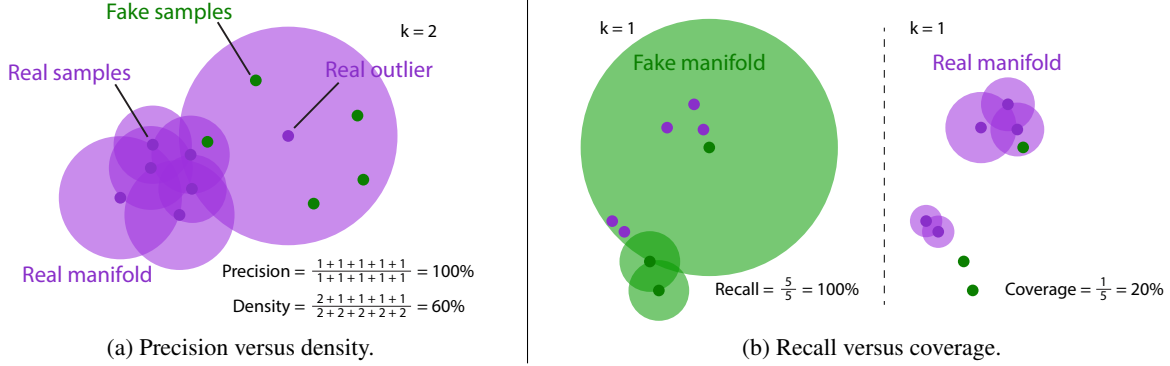 Fake samples
k = 2
Real samples
Real outlier
Real manifold
Precision = 1 + 1 + 1 + 1 + 1 / 1 + 1 + 1 + 1 + 1 = 100%
Density = 2 + 1 + 1 + 1 + 1 / 2 + 2 + 2 + 2 + 2 = 60%
(a) Precision versus density.
k = 1
Fake manifold
Recall = 5 / 5 = 100%
k = 1
Real manifold
Coverage = 1 / 5 = 20%
(b) Recall versus coverage.